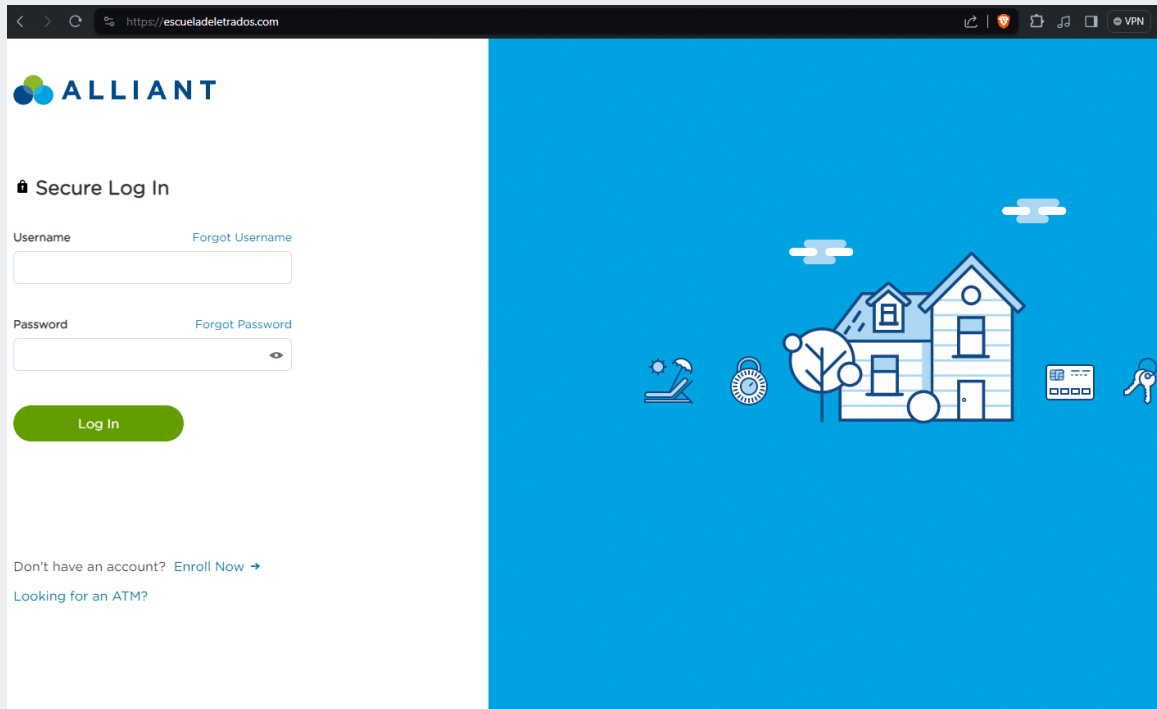 https://escueladeletrados.com
VPN
ALLIANT
Secure Log In
Username Forgot Username
Password Forgot Password
Log In
Don't have an account? Enroll Now →
Looking for an ATM?